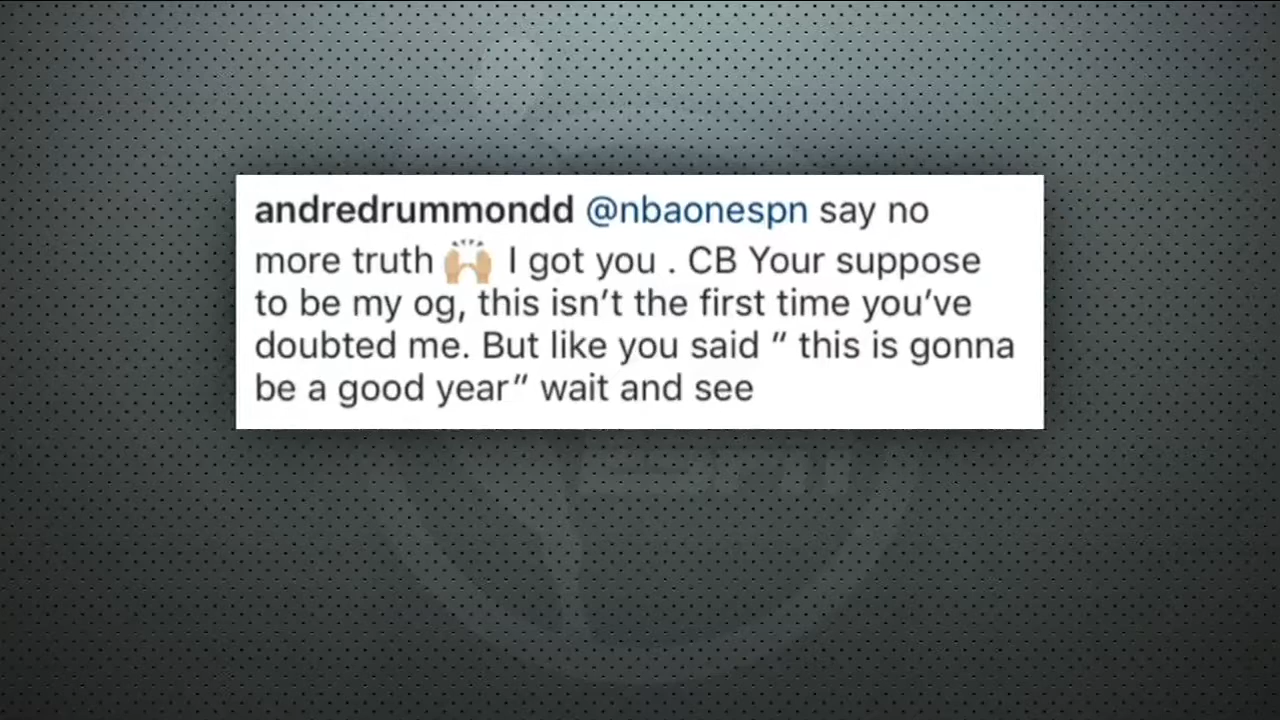 andredrummondd @nbaonespn say no
more truth 🙌🏼 I got you . CB Your suppose
to be my og, this isn’t the first time you’ve
doubted me. But like you said “ this is gonna
be a good year” wait and see